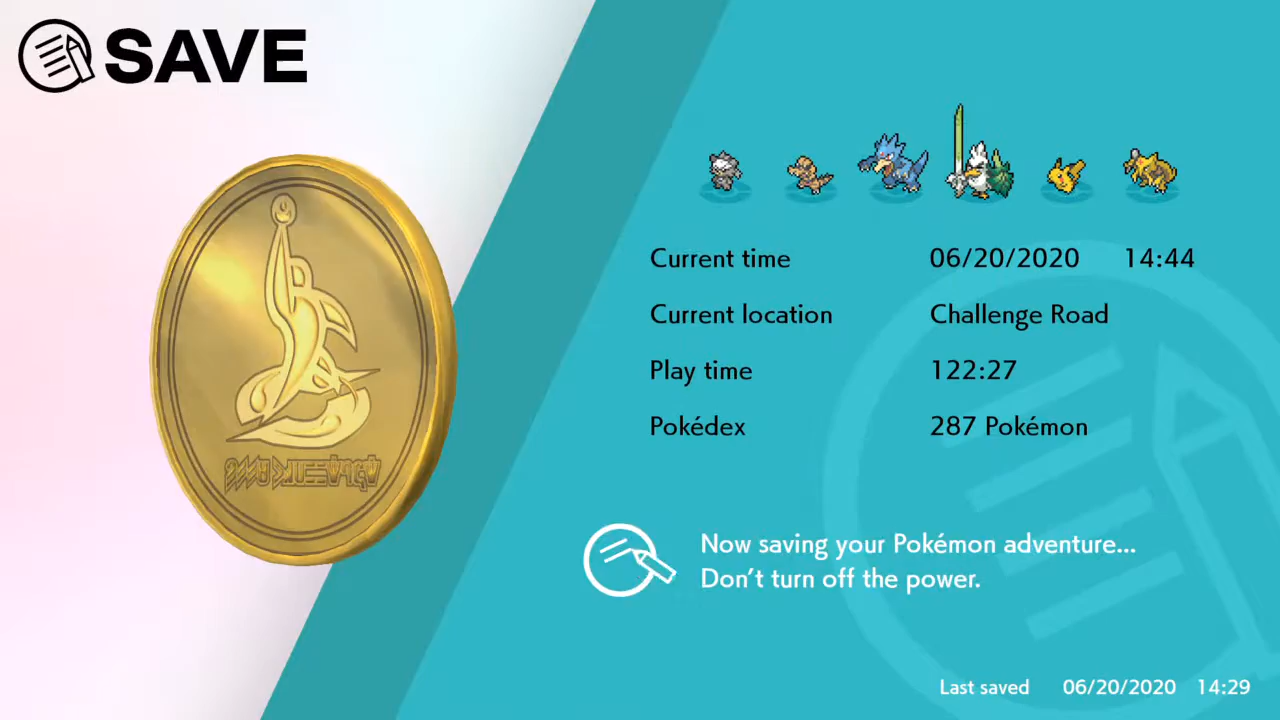 SAVE
Current time 06/20/2020 14:44
Current location Challenge Road
Play time 122:27
Pokédex 287 Pokémon
Now saving your Pokémon adventure...
Don't turn off the power.
Last saved 06/20/2020 14:29